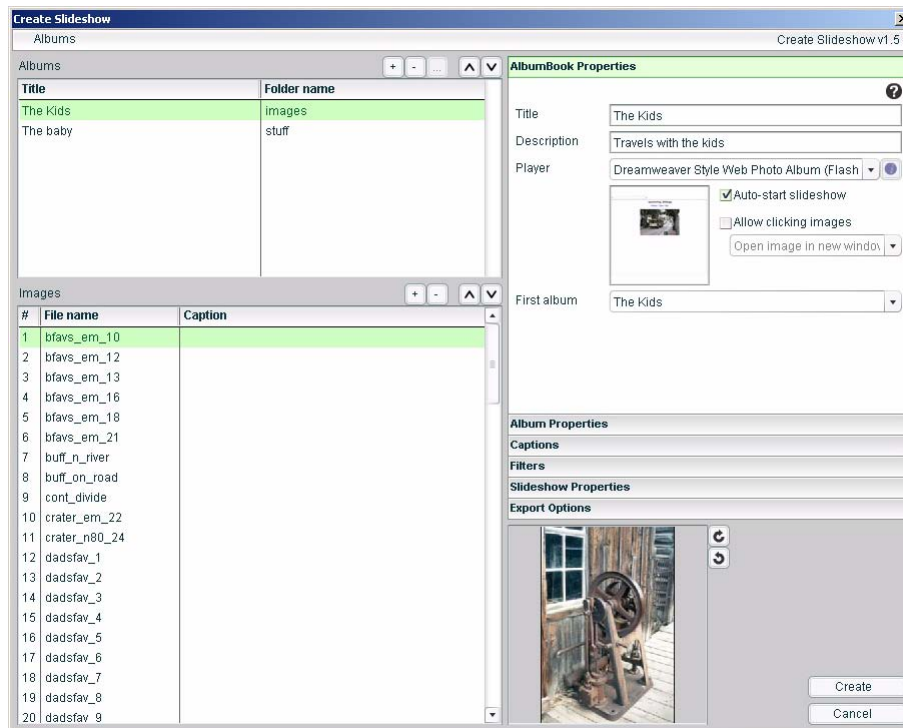 Create Slideshow
Albums
Create Slideshow v1.5
Albums
+ - ...
Title Folder name
The Kids images
The baby stuff
Images
+ -
# File name Caption
1 bfavs_em_10
2 bfavs_em_12
3 bfavs_em_13
4 bfavs_em_16
5 bfavs_em_18
6 bfavs_em_21
7 buff_n_river
8 buff_on_road
9 cont_divide
10 crater_em_22
11 crater_n80_24
12 dadsfav_1
13 dadsfav_2
14 dadsfav_3
15 dadsfav_4
16 dadsfav_5
17 dadsfav_6
18 dadsfav_7
19 dadsfav_8
20 dadsfav_9
AlbumBook Properties
?
Title The Kids
Description Travels with the kids
Player Dreamweaver Style Web Photo Album (Flash
Auto-start slideshow
Allow clicking images
Open image in new window
First album The Kids
Album Properties
Captions
Filters
Slideshow Properties
Export Options
Create
Cancel